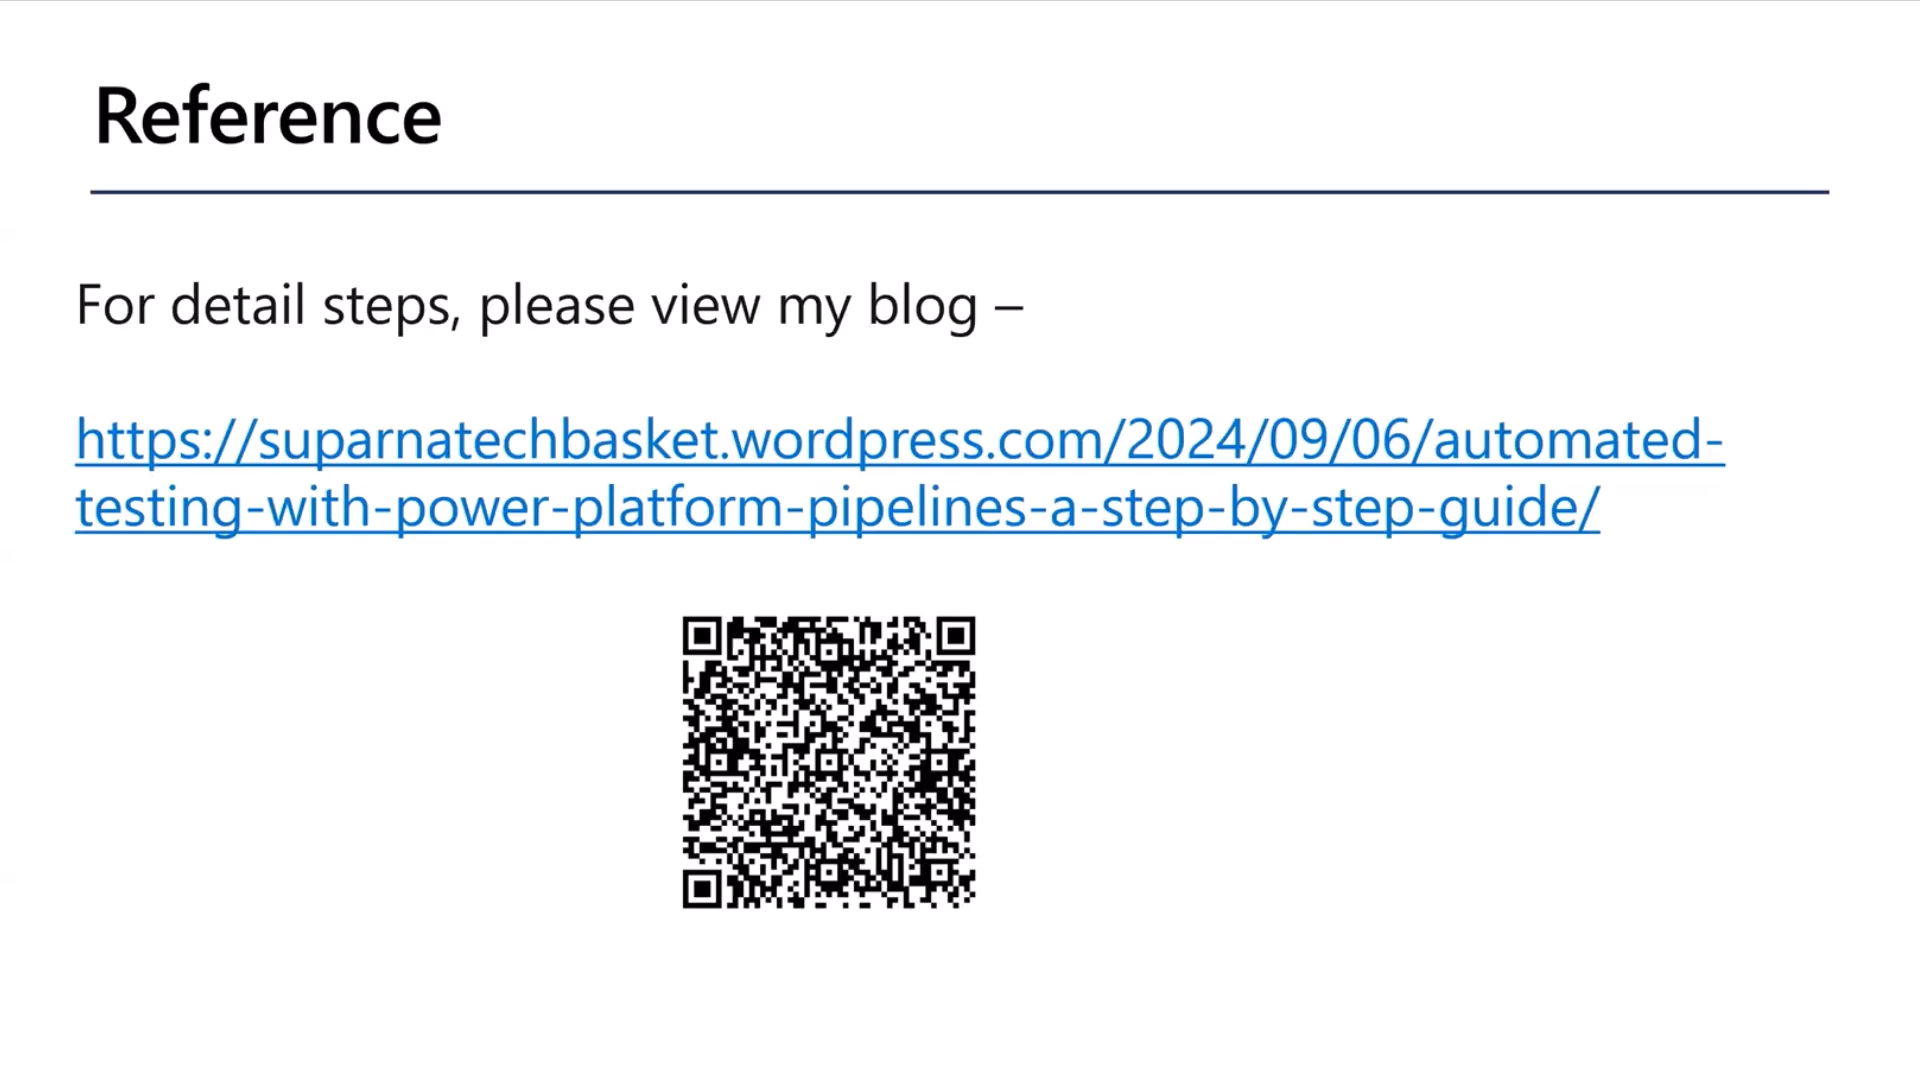 Reference
For detail steps, please view my blog –
https://suparnatechbasket.wordpress.com/2024/09/06/automated-
testing-with-power-platform-pipelines-a-step-by-step-guide/